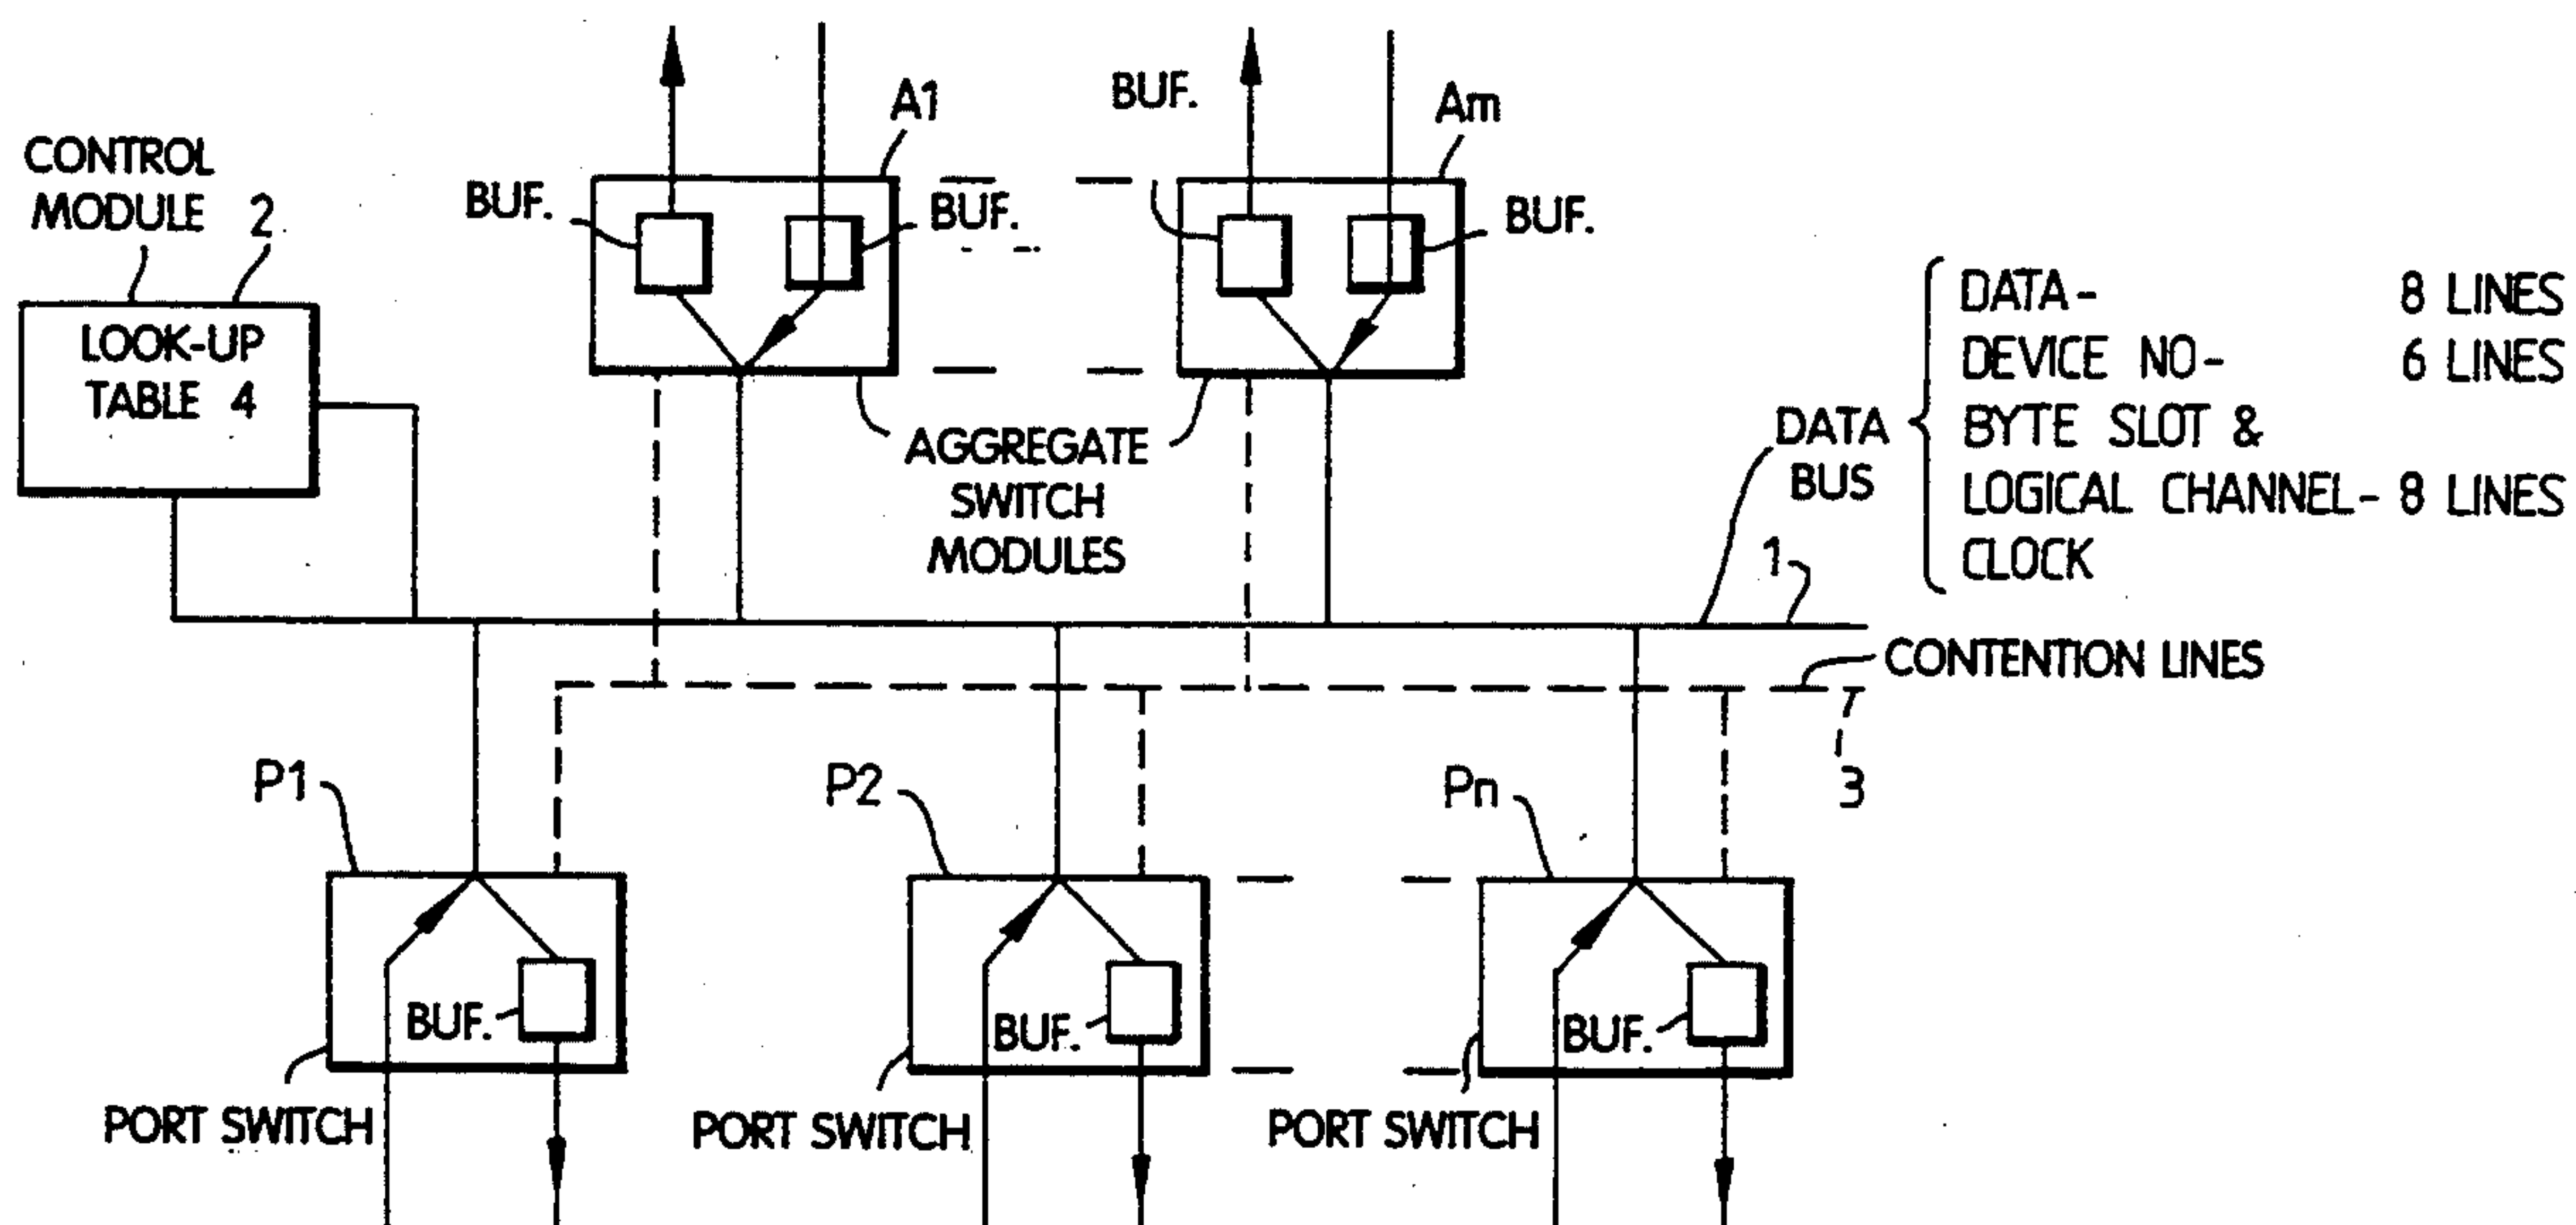 CONTROL
MODULE
2
LOOK-UP
TABLE 4
A1
BUF.
BUF.
BUF.
Am
BUF.
AGGREGATE
SWITCH
MODULES
DATA
BUS
DATA- 8 LINES
DEVICE NO- 6 LINES
BYTE SLOT &
LOGICAL CHANNEL- 8 LINES
CLOCK
1
CONTENTION LINES
3
P1
P2
Pn
BUF.
BUF.
BUF.
PORT SWITCH
PORT SWITCH
PORT SWITCH